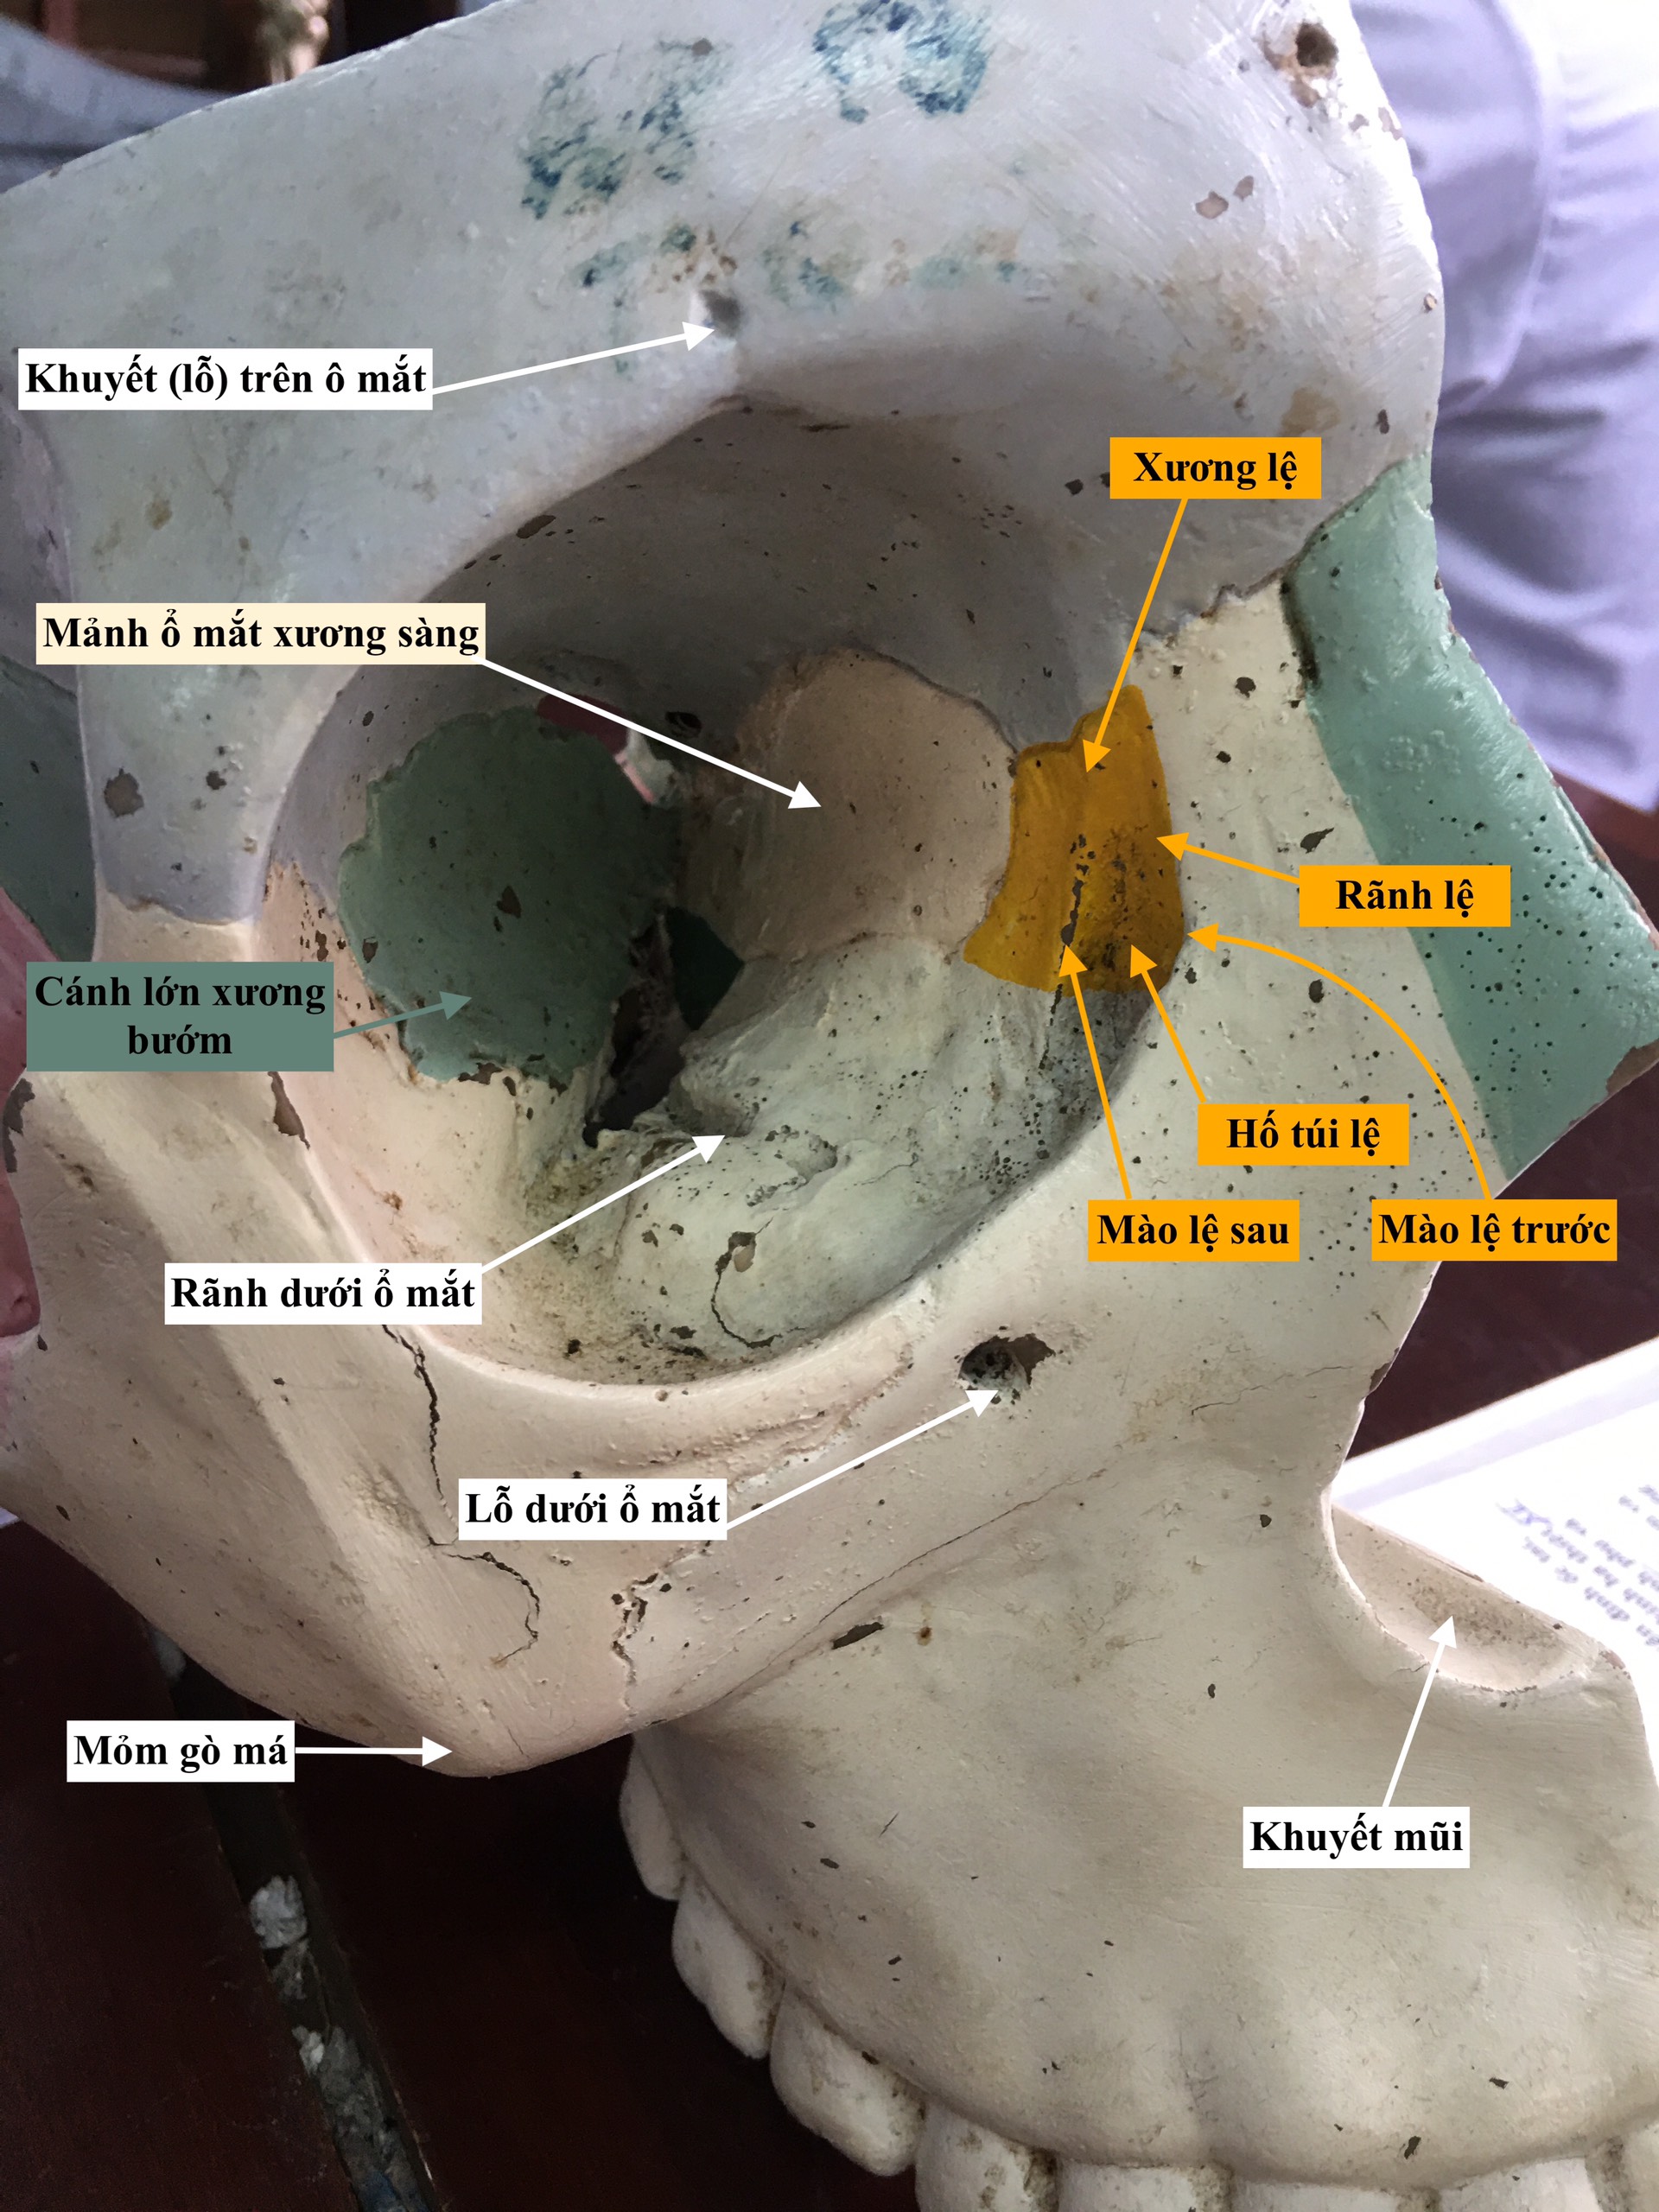 Khuyết (lỗ) trên ô mắt
Xương lệ
Mảnh ổ mắt xương sàng
Rãnh lệ
Cánh lớn xương
bướm
Hố túi lệ
Mào lệ sau
Mào lệ trước
Rãnh dưới ổ mắt
Lỗ dưới ổ mắt
Mỏm gò má
Khuyết mũi